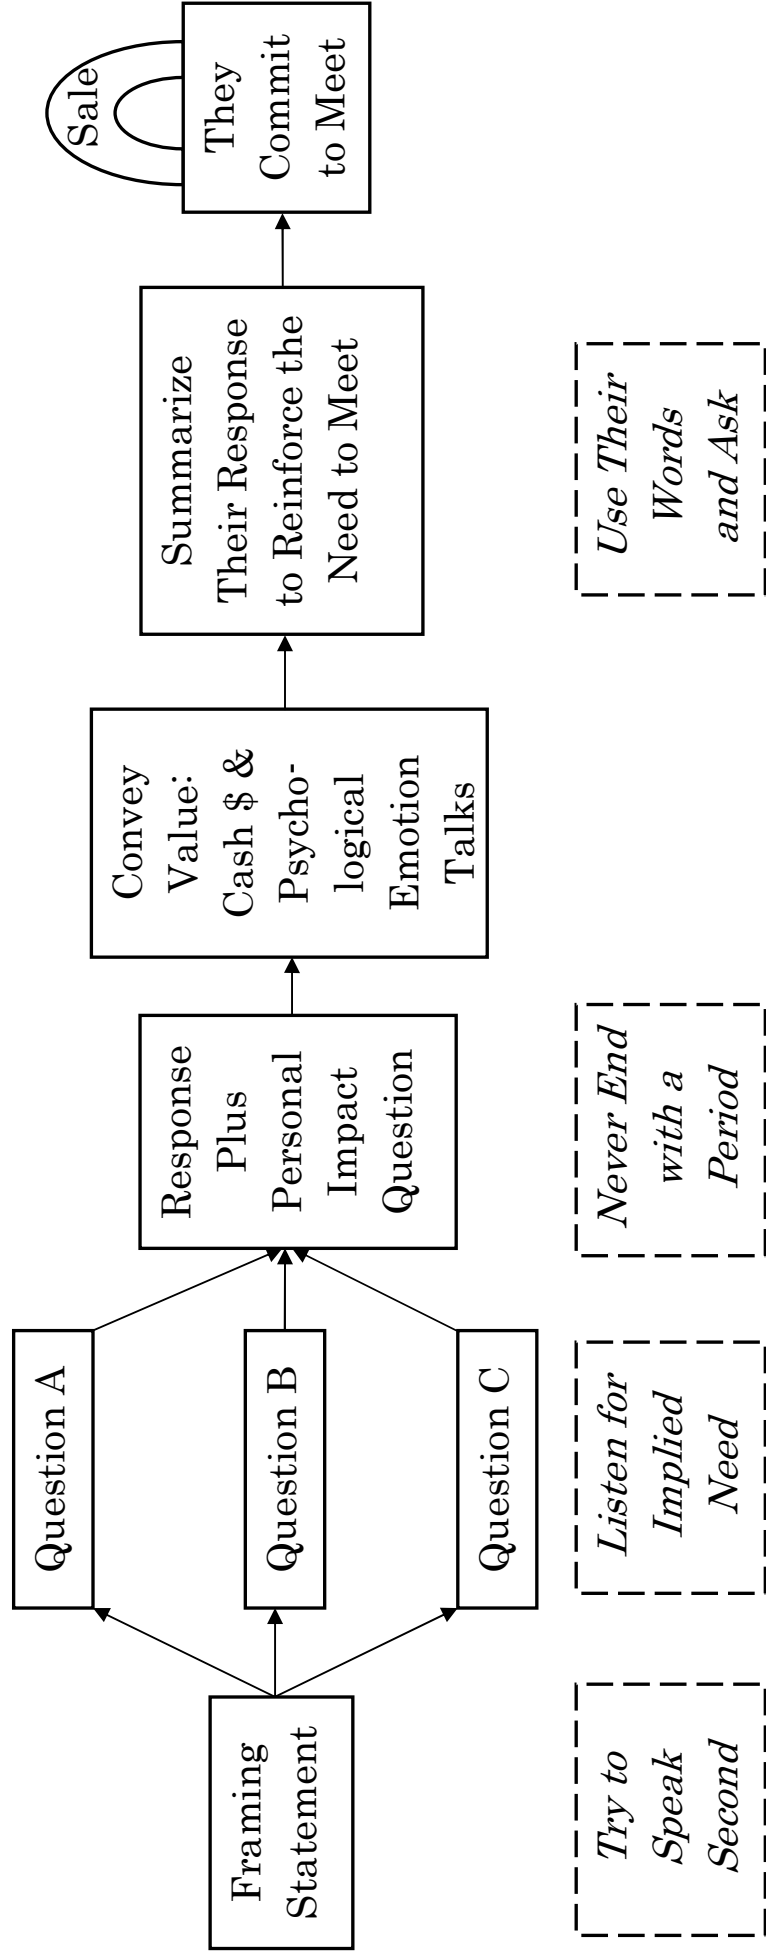 Framing
Statement
Question A
Question B
Question C
Response
Plus
Personal
Impact
Question
Convey
Value:
Cash $ &
Psycho-
logical
Emotion
Talks
Summarize
Their Response
to Reinforce the
Need to Meet
Sale
They
Commit
to Meet
Try to
Speak
Second
Listen for
Implied
Need
Never End
with a
Period
Use Their
Words
and Ask